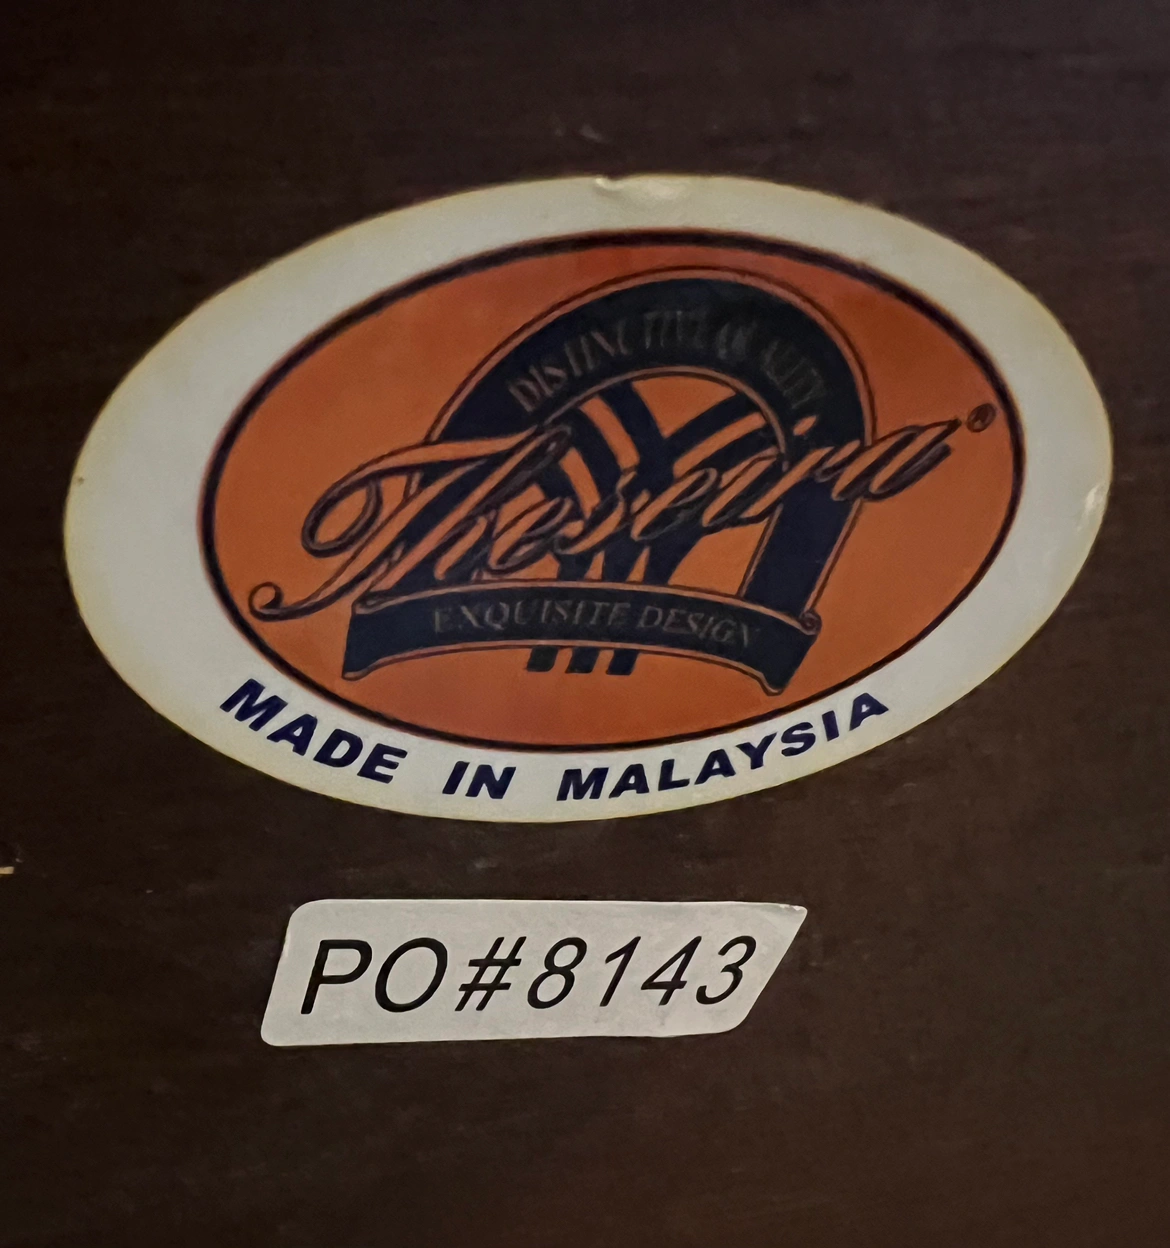 DISTINCTIVE QUALITY
Theseira®
EXQUISITE DESIGN
MADE IN MALAYSIA
PO#8143